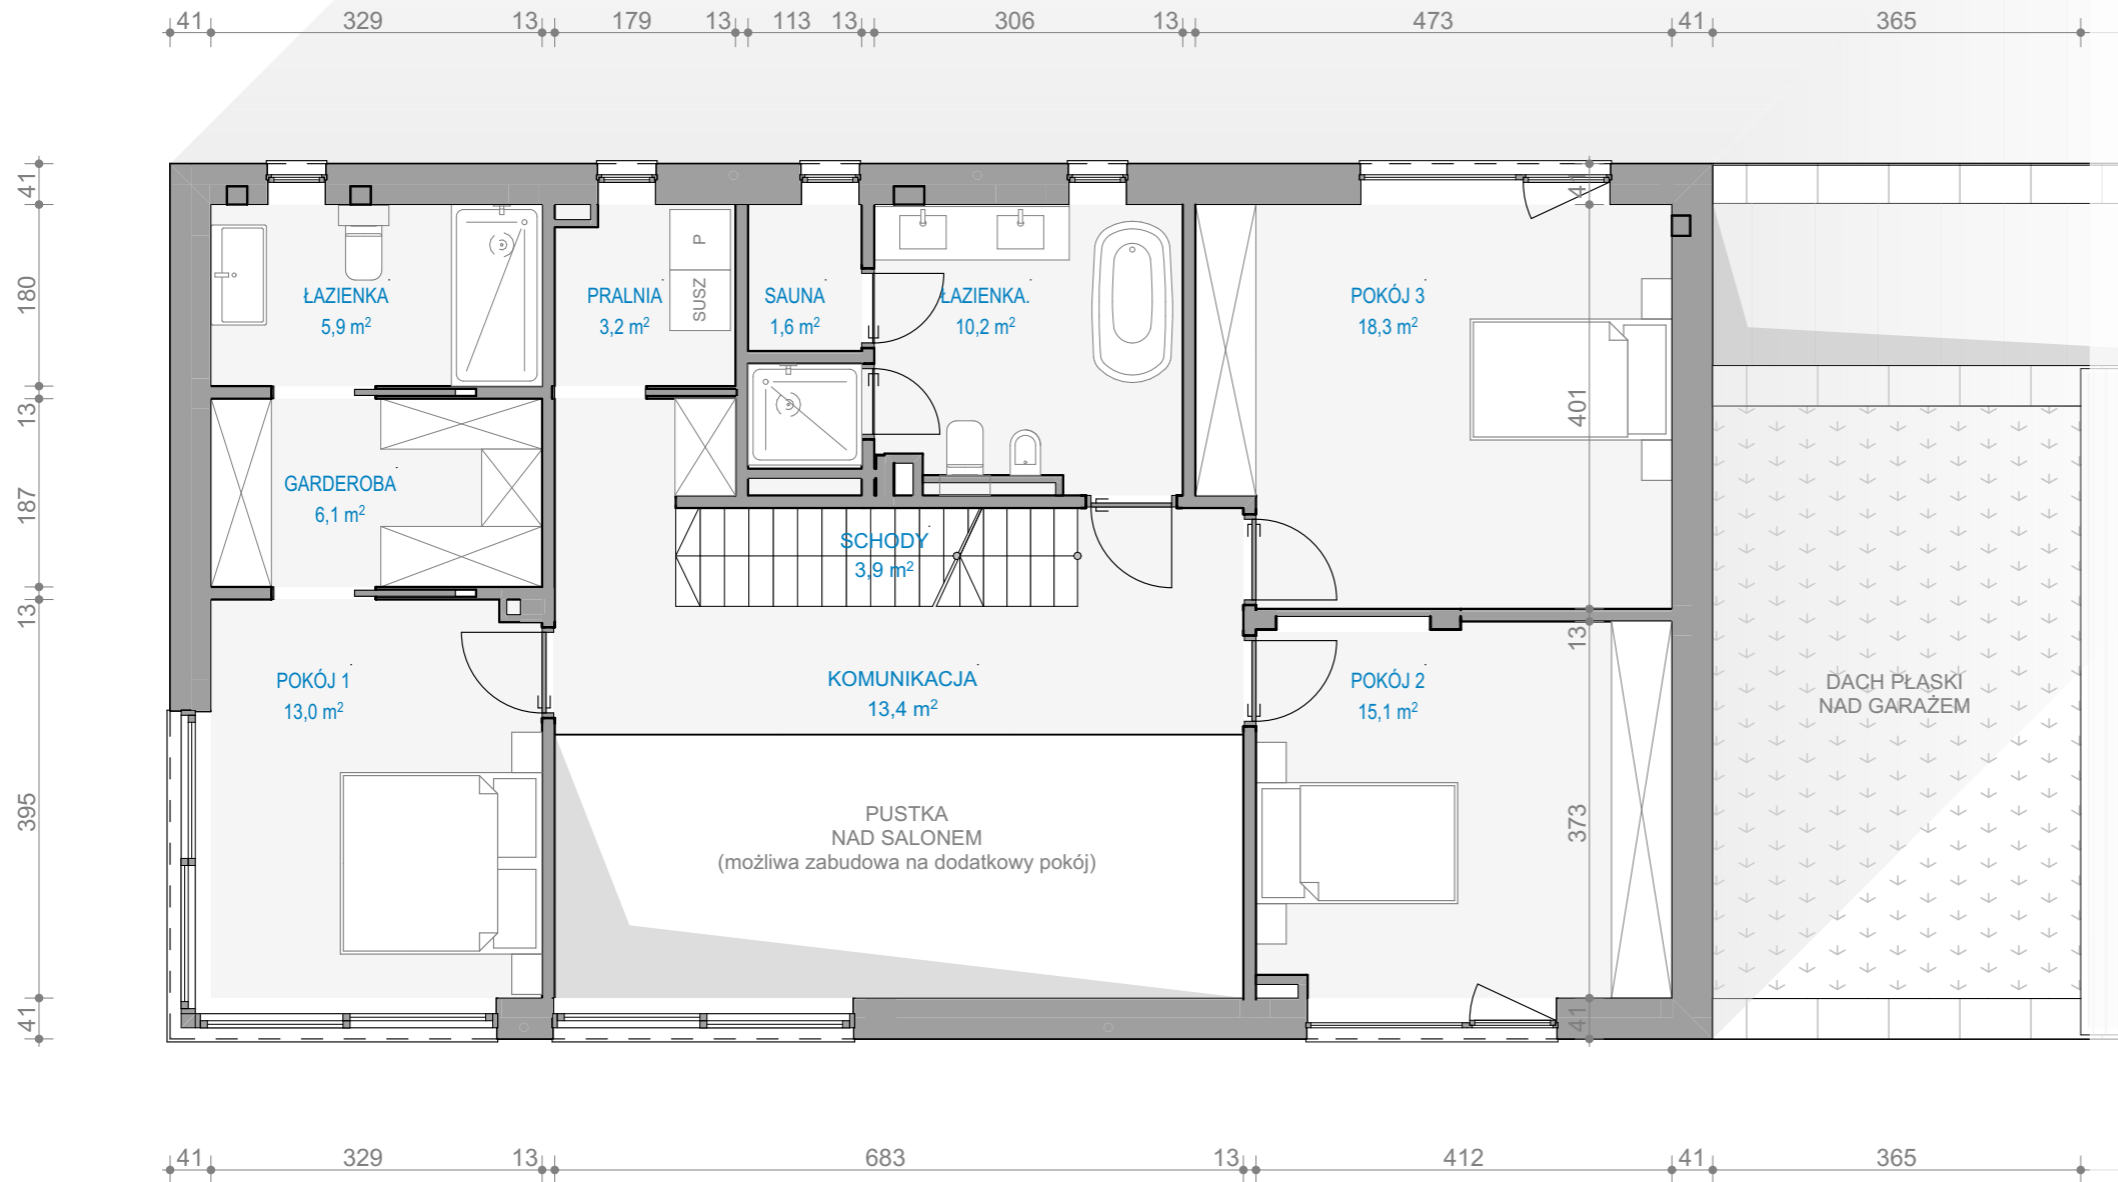 41 329 13 179 13 113 13 306 13 473 41 365
41
180
13
187
13
395
41
ŁAZIENKA
5,9 m²
PRALNIA
3,2 m²
P
SUSZ
SAUNA
1,6 m²
ŁAZIENKA.
10,2 m²
POKÓJ 3
18,3 m²
41
401
13
373
41
GARDEROBA
6,1 m²
SCHODY
3,9 m²
POKÓJ 1
13,0 m²
KOMUNIKACJA
13,4 m²
POKÓJ 2
15,1 m²
DACH PŁASKI
NAD GARAŻEM
PUSTKA
NAD SALONEM
(możliwa zabudowa na dodatkowy pokój)
41 329 13 683 13 412 41 365